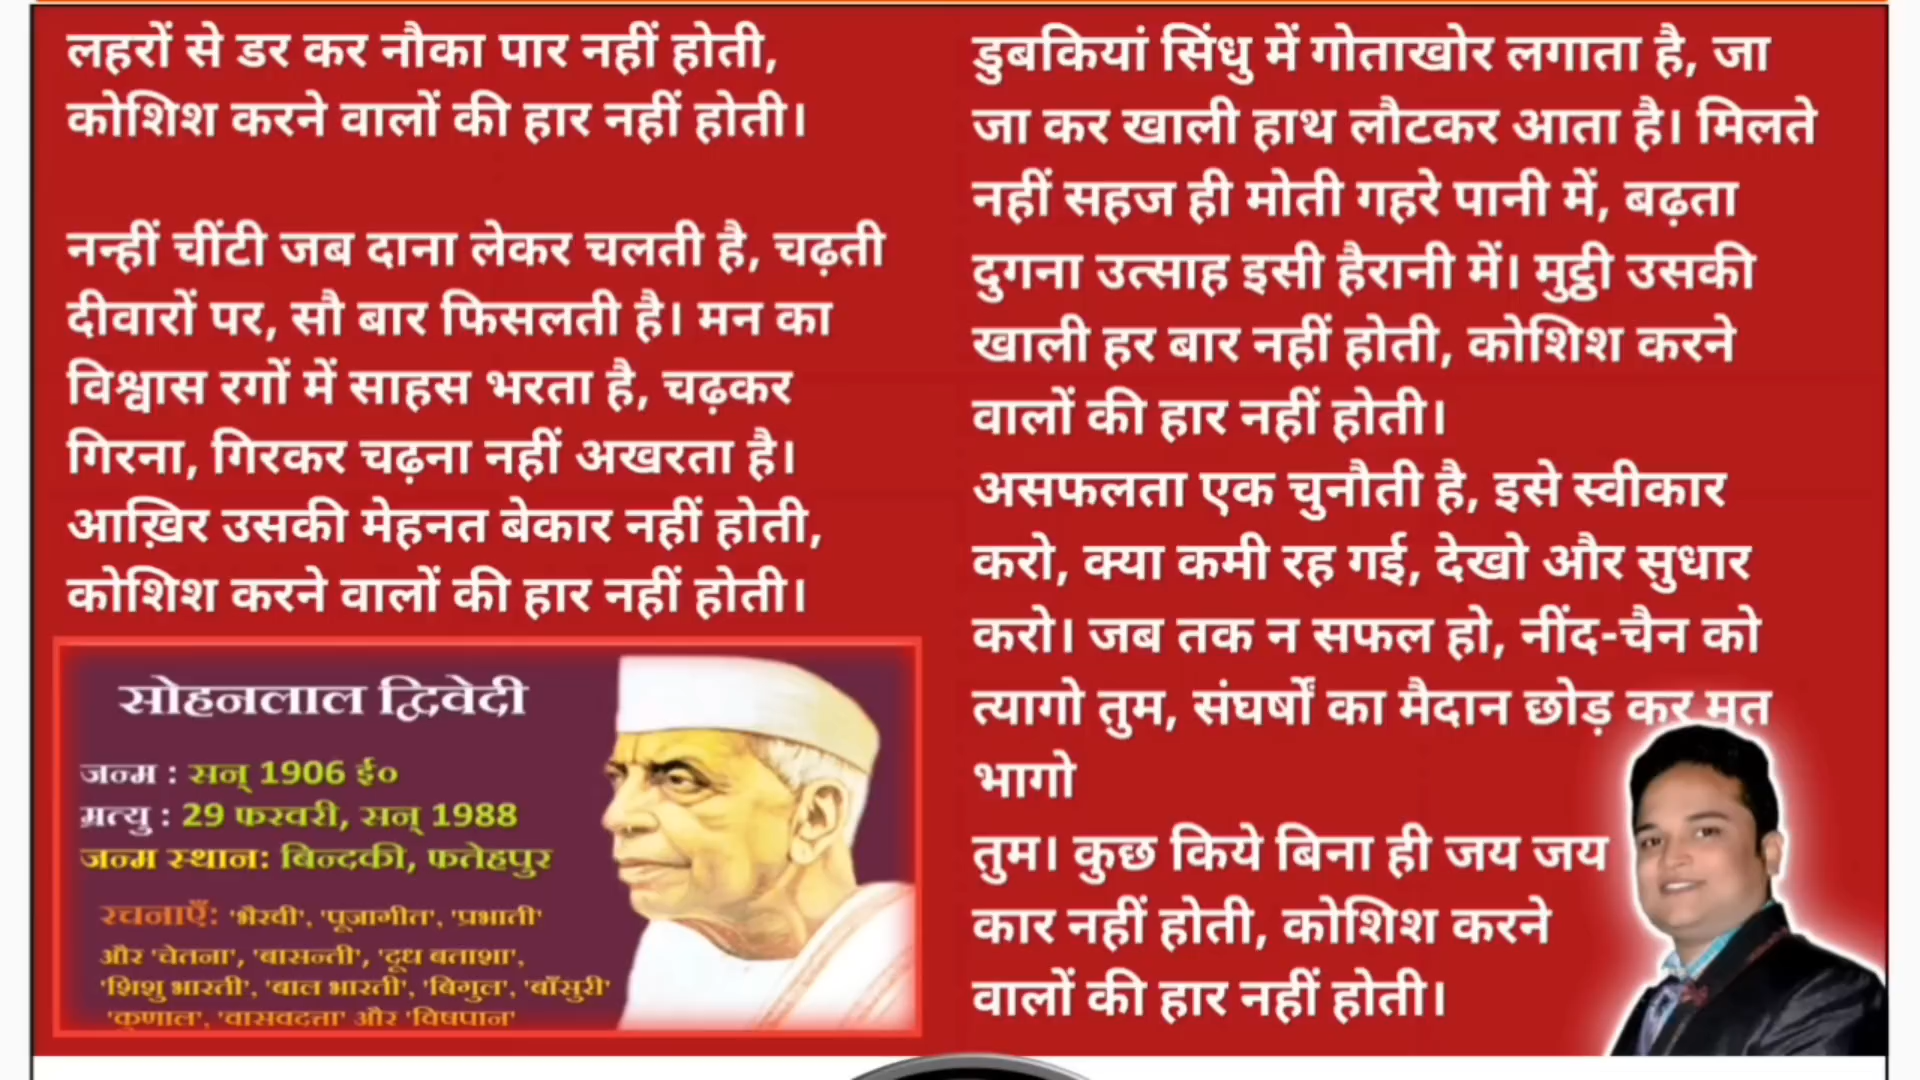 लहरों से डर कर नौका पार नहीं होती,
कोशिश करने वालों की हार नहीं होती।
नन्हीं चींटी जब दाना लेकर चलती है, चढ़ती
दीवारों पर, सौ बार फिसलती है। मन का
विश्वास रगों में साहस भरता है, चढ़कर
गिरना, गिरकर चढ़ना नहीं अखरता है।
आख़िर उसकी मेहनत बेकार नहीं होती,
कोशिश करने वालों की हार नहीं होती।
सोहनलाल द्विवेदी
जन्म : सन् 1906 ई०
म्रत्यु : 29 फरवरी, सन् 1988
जन्म स्थान: बिन्दकी, फतेहपुर
रचनाएँ: 'भैरवी', 'पूजागीत', 'प्रभाती'
और 'चेतना', 'बासन्ती', 'दूध बताशा',
'शिशु भारती', 'बाल भारती', 'बिगुल', 'बाँसुरी'
'कुणाल', 'वासवदत्ता' और 'विषपान'
डुबकियां सिंधु में गोताखोर लगाता है, जा
जा कर खाली हाथ लौटकर आता है। मिलते
नहीं सहज ही मोती गहरे पानी में, बढ़ता
दुगना उत्साह इसी हैरानी में। मुट्ठी उसकी
खाली हर बार नहीं होती, कोशिश करने
वालों की हार नहीं होती।
असफलता एक चुनौती है, इसे स्वीकार
करो, क्या कमी रह गई, देखो और सुधार
करो। जब तक न सफल हो, नींद-चैन को
त्यागो तुम, संघर्षों का मैदान छोड़ कर मत
भागो
तुम। कुछ किये बिना ही जय जय
कार नहीं होती, कोशिश करने
वालों की हार नहीं होती।